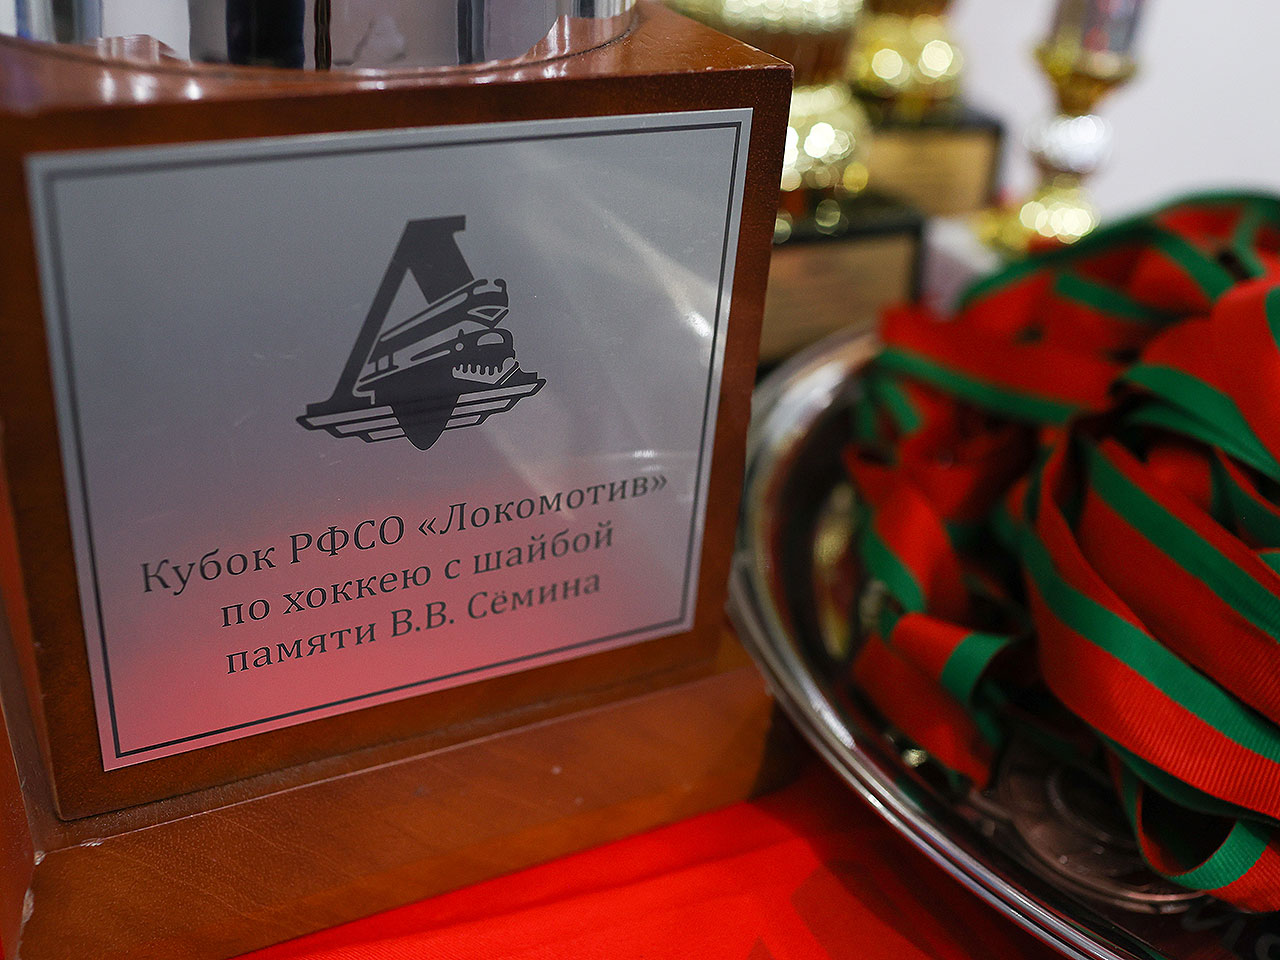 Кубок РФСО «Локомотив»
по хоккею с шайбой
памяти В.В. Сёмина